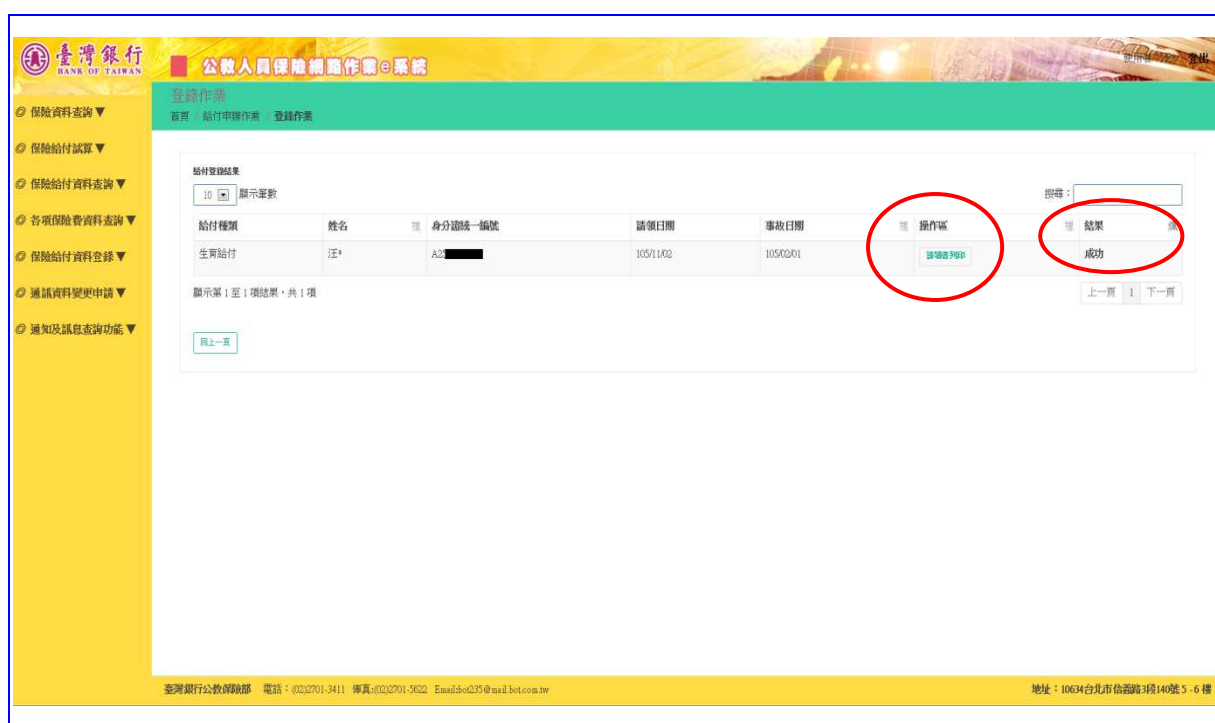 臺灣銀行
BANK OF TAIWAN
公教人員保險網路作業e系統
使用者
登出
登錄作業
首頁 / 給付申辦作業 / 登錄作業
保險資料查詢▼
保險給付試算▼
保險給付資料查詢▼
各項保險費資料查詢▼
保險給付資料登錄▼
通訊資料變更申請▼
通知及訊息查詢功能▼
給付登錄結果
10 顯示筆數
搜尋：
給付種類 姓名 身分證統一編號 請領日期 事故日期 操作區 結果
生育給付 汪* A25 105/11/02 105/02/01 請領書列印 成功
顯示第 1 至 1 項結果，共 1 項
上一頁 1 下一頁
回上一頁
臺灣銀行公教保險部 電話：(02)2701-3411 傳真:(02)2701-5622 Email:bot235@mail.bot.com.tw
地址：10634台北市信義路3段140號 5 - 6 樓